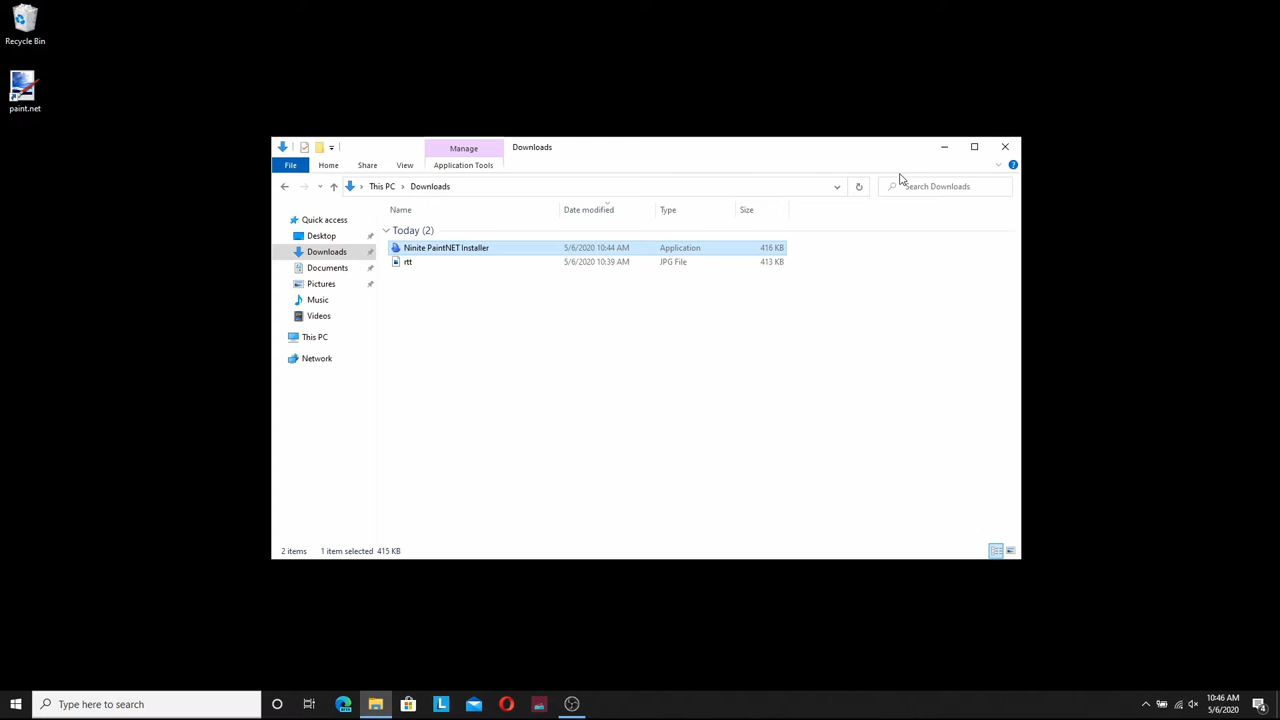 Recycle Bin
paint.net
Manage
Downloads
File
Home
Share
View
Application Tools
This PC
Downloads
Search Downloads
Name
Date modified
Type
Size
Quick access
Today (2)
Desktop
Ninite PaintNET Installer
5/6/2020 10:44 AM
Application
416 KB
Downloads
rtt
5/6/2020 10:39 AM
JPG File
413 KB
Documents
Pictures
Music
Videos
This PC
Network
2 items
1 item selected 415 KB
Type here to search
L
10:46 AM
5/6/2020